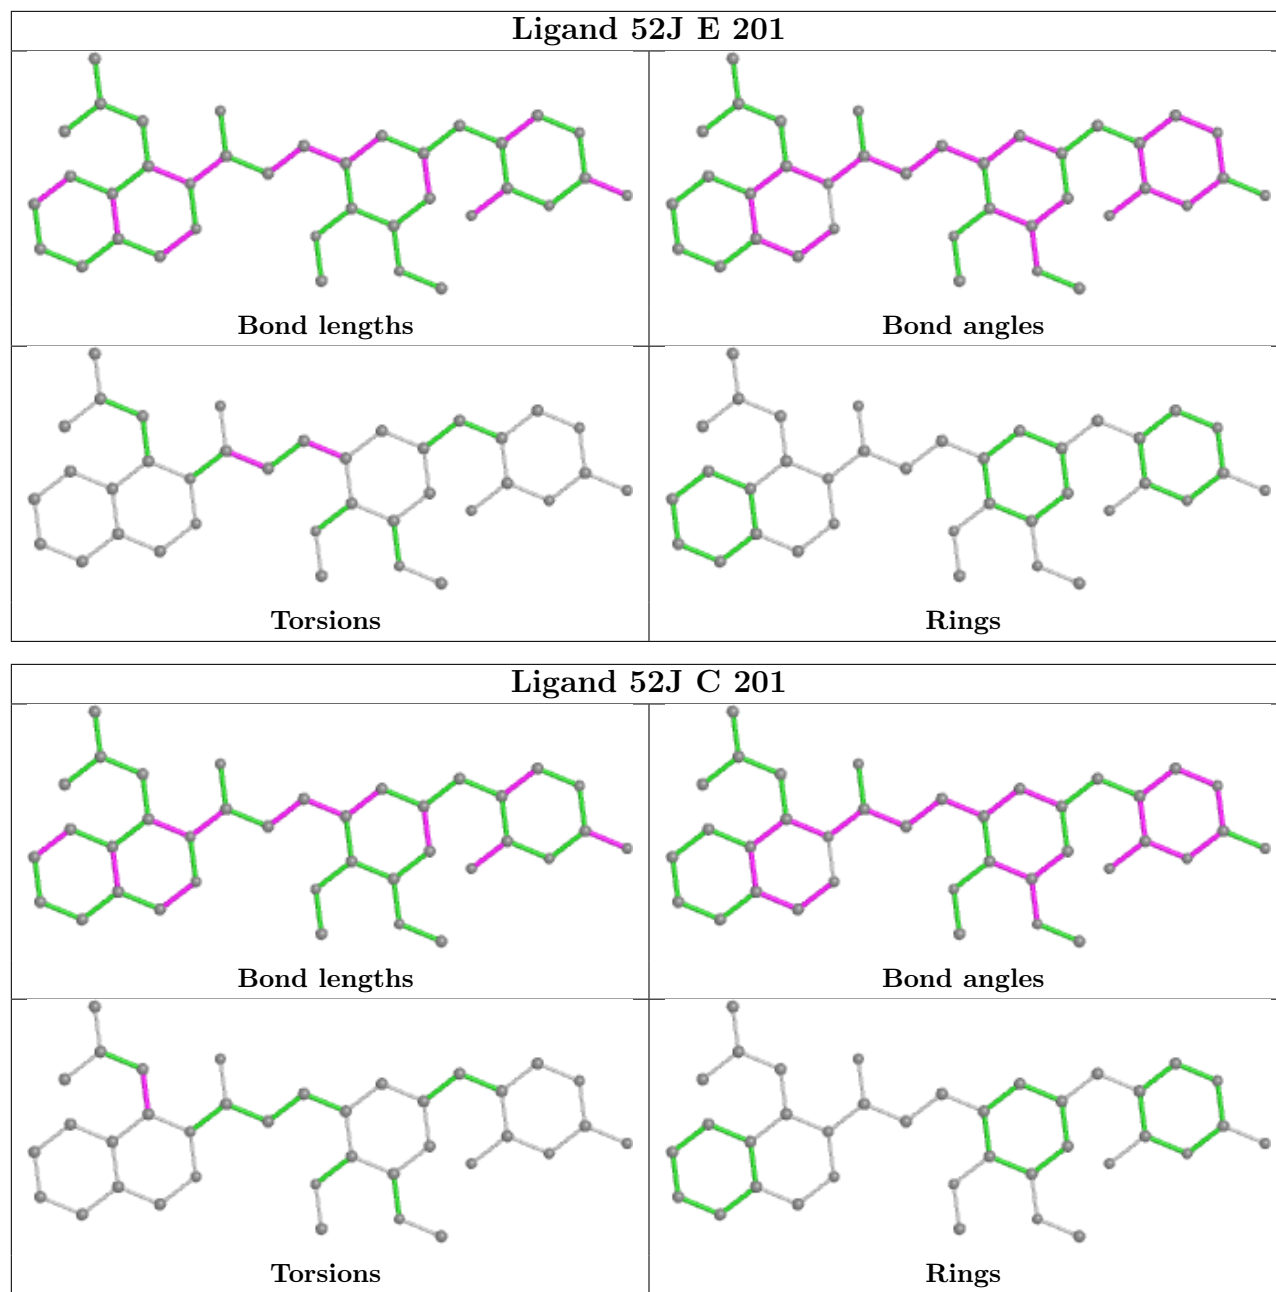 Ligand 52J E 201
Bond lengths
Bond angles
Torsions
Rings
Ligand 52J C 201
Bond lengths
Bond angles
Torsions
Rings